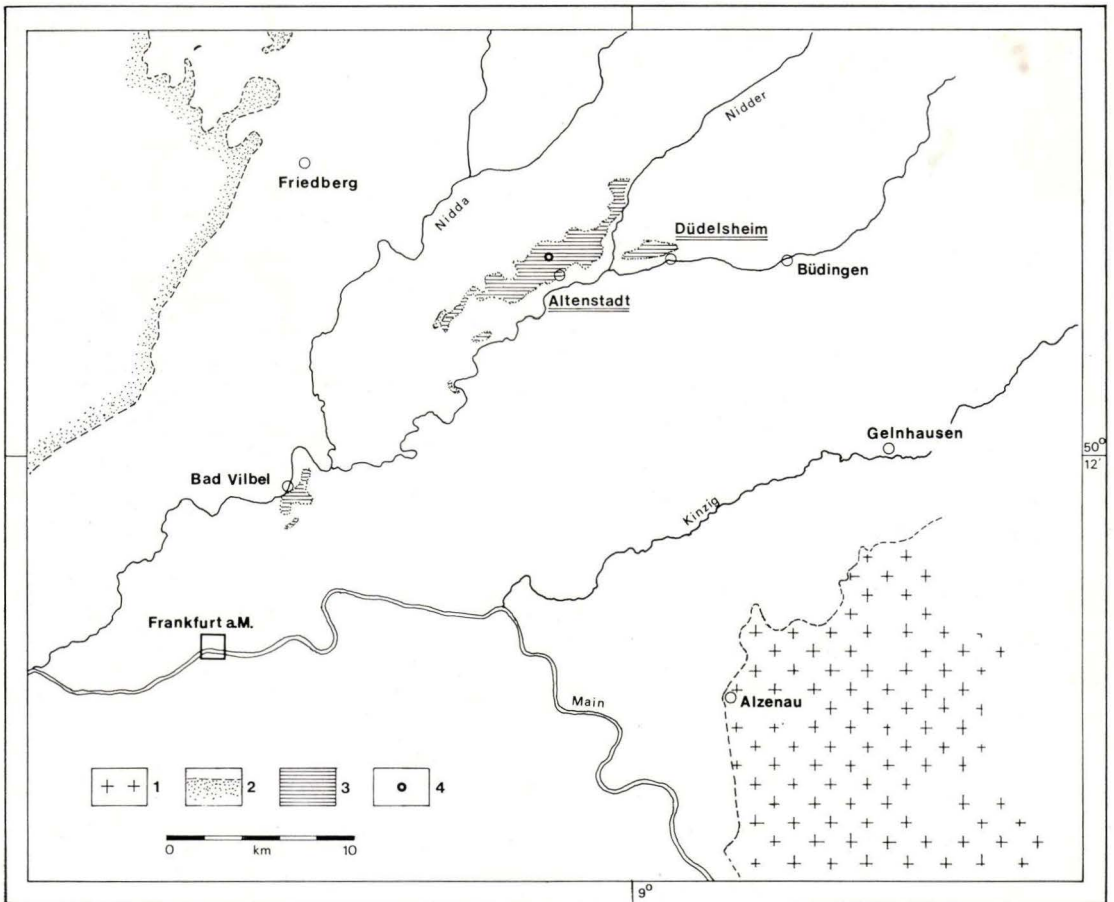 Nidder
Friedberg
Nidda
Düdelsheim
Büdingen
Altenstadt
Gelnhausen
50°
12'
Bad Vilbel
Kinzig
Frankfurt a.M.
Main
Alzenau
1
2
3
4
0
km
10
9°